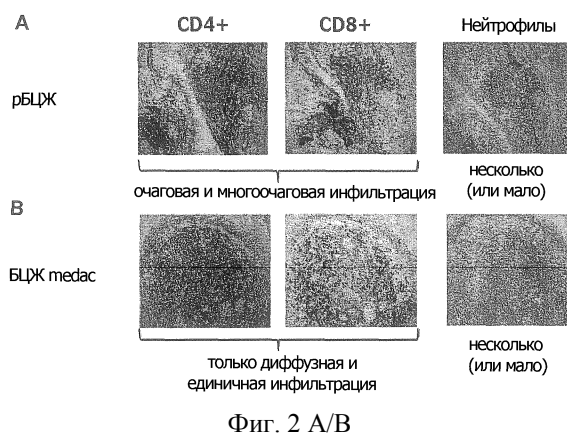 A
CD4+ CD8+ Нейтрофилы
рБЦЖ
очаговая и многоочаговая инфильтрация
несколько
(или мало)
B
БЦЖ medac
только диффузная и
единичная инфильтрация
несколько
(или мало)
Фиг. 2 A/B